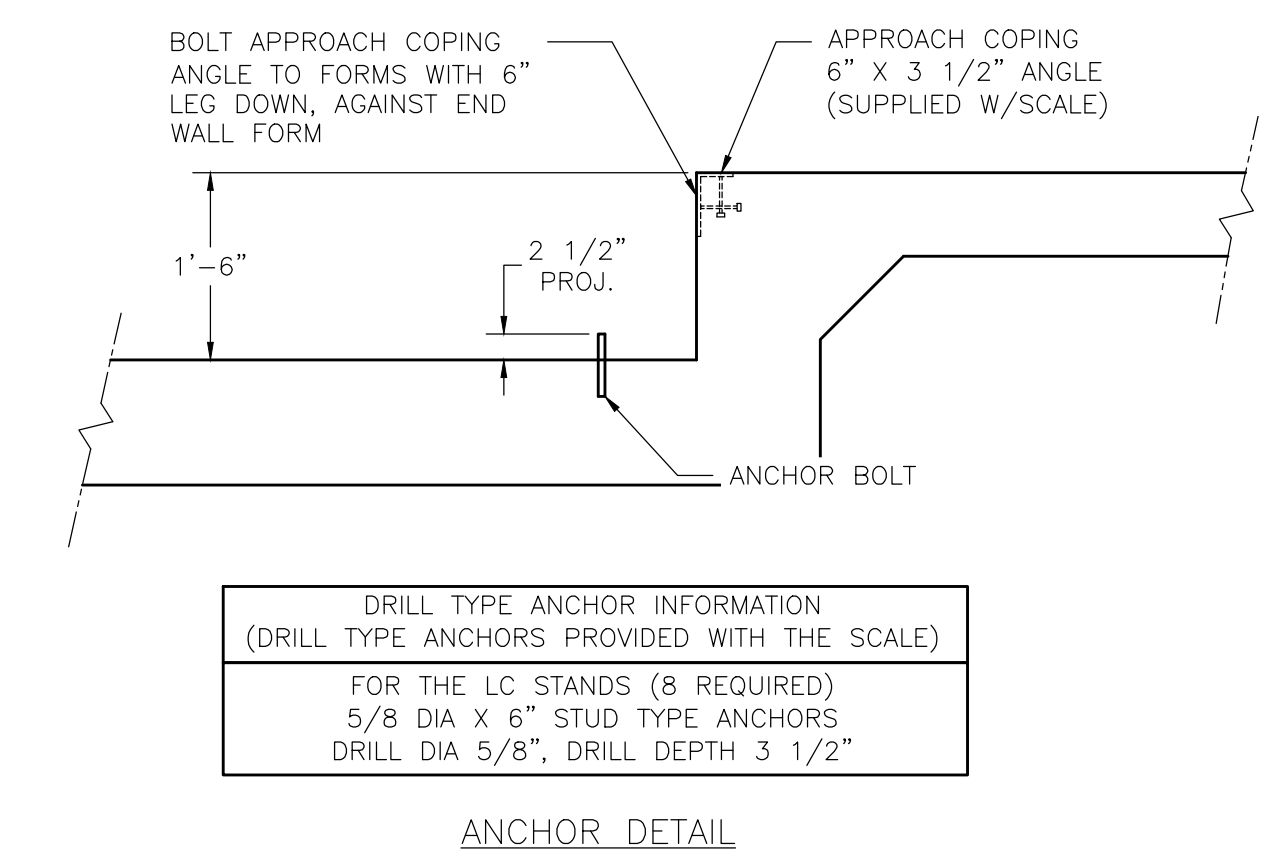 BOLT APPROACH COPING
ANGLE TO FORMS WITH 6”
LEG DOWN, AGAINST END
WALL FORM
APPROACH COPING
6” X 3 1/2” ANGLE
(SUPPLIED W/SCALE)
1’-6”
2 1/2”
PROJ.
ANCHOR BOLT
DRILL TYPE ANCHOR INFORMATION
(DRILL TYPE ANCHORS PROVIDED WITH THE SCALE)
FOR THE LC STANDS (8 REQUIRED)
5/8 DIA X 6” STUD TYPE ANCHORS
DRILL DIA 5/8”, DRILL DEPTH 3 1/2”
ANCHOR DETAIL